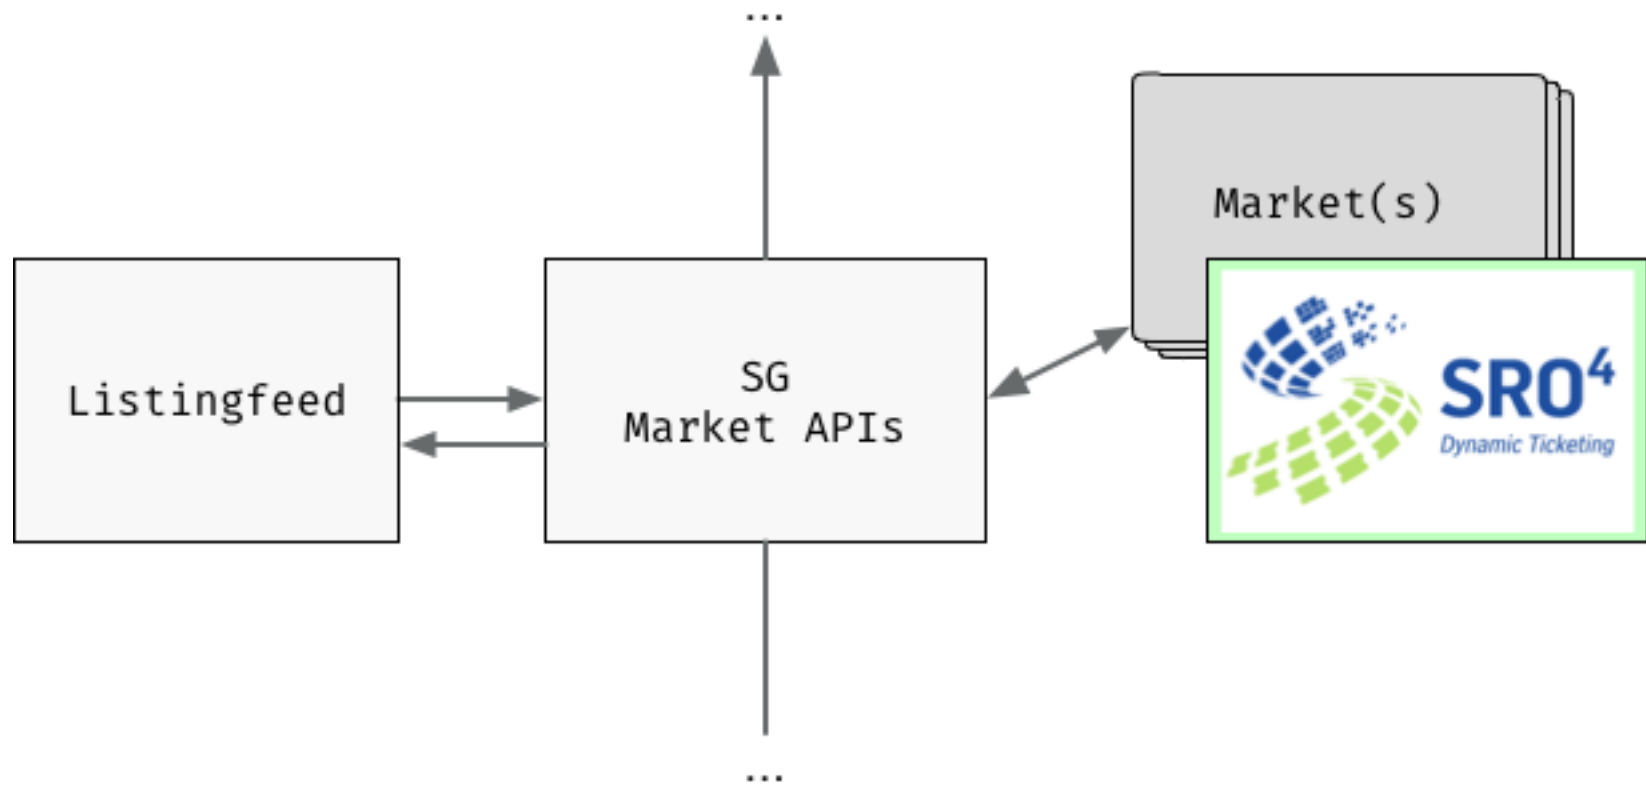 ...
Market(s)
Listingfeed
SG
Market APIs
SRO⁴
Dynamic Ticketing
...